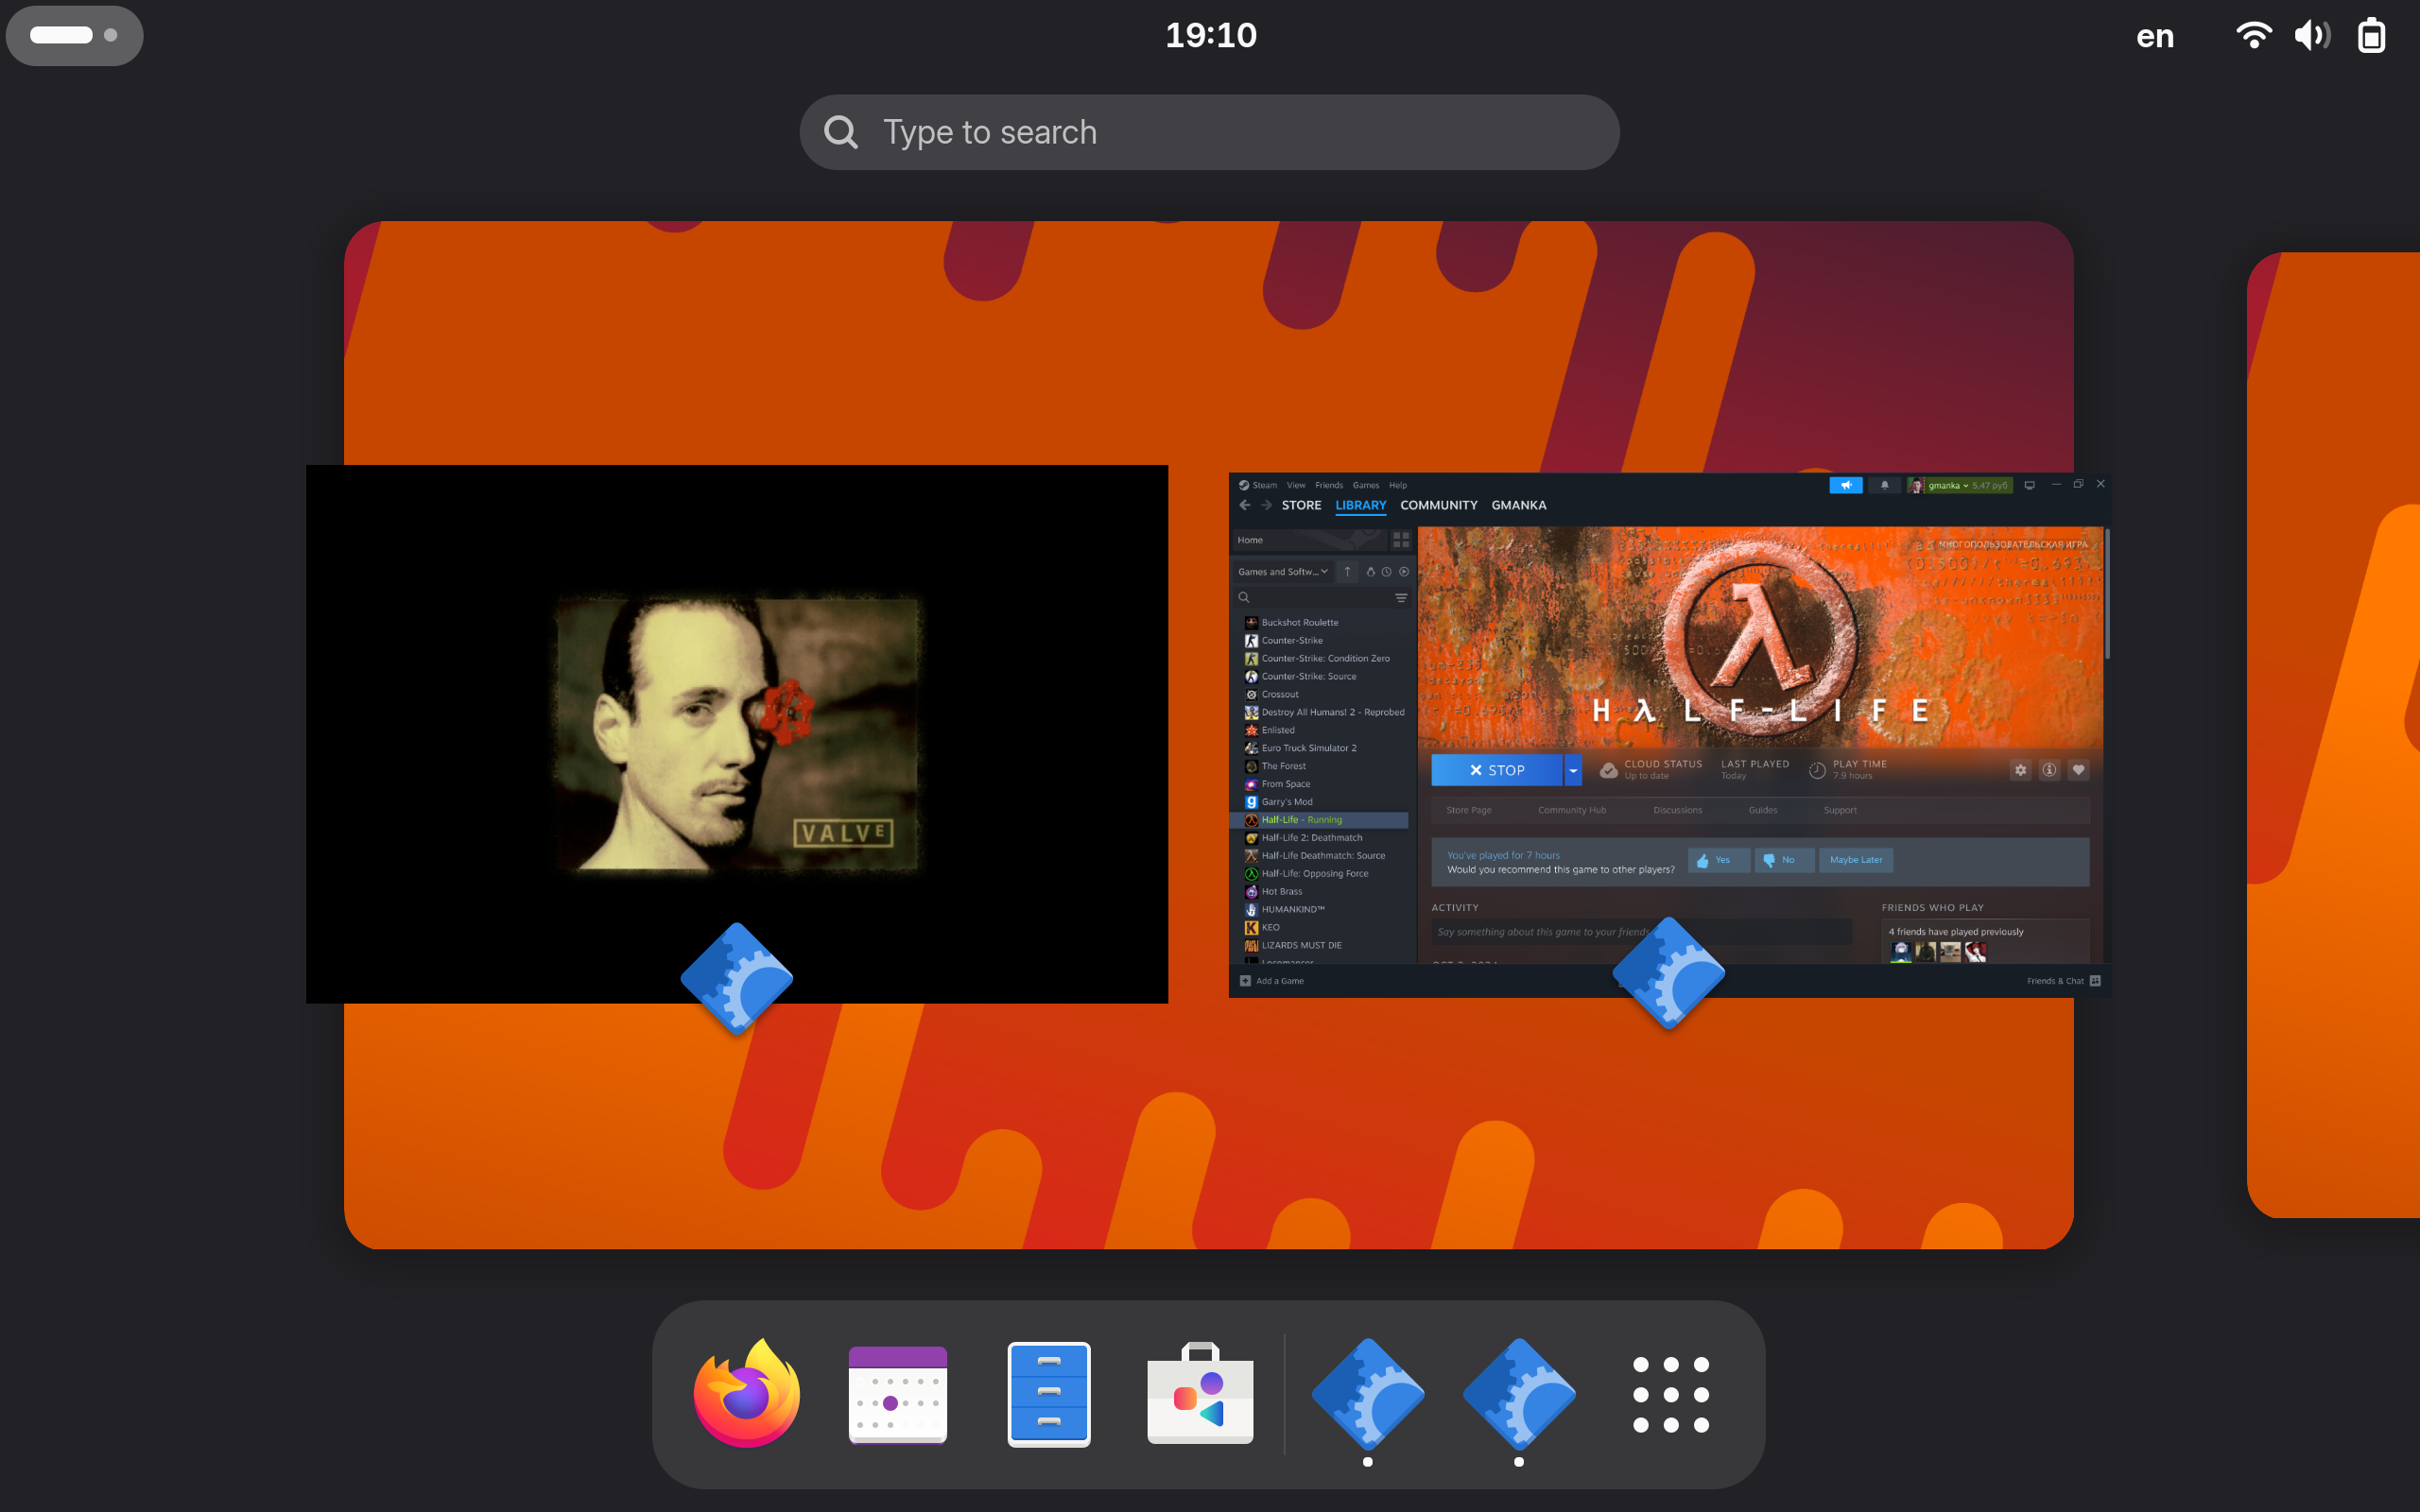 19:10
en
Type to search
VALVE
Steam View Friends Games Help
gmanka 5,47 руб
STORE LIBRARY COMMUNITY GMANKA
Home
МНОГОПОЛЬЗОВАТЕЛЬСКАЯ ИГРА
Games and Softw...
Buckshot Roulette
Counter-Strike
Counter-Strike: Condition Zero
Counter-Strike: Source
Crossout
Destroy All Humans! 2 - Reprobed
Enlisted
Euro Truck Simulator 2
The Forest
From Space
Garry's Mod
Half-Life - Running
Half-Life 2: Deathmatch
Half-Life Deathmatch: Source
Half-Life: Opposing Force
Hot Brass
HUMANKIND™
KEO
LIZARDS MUST DIE
HλLF-LIFE
STOP
CLOUD STATUS
Up to date
LAST PLAYED
Today
PLAY TIME
7.9 hours
Store Page Community Hub Discussions Guides Support
You've played for 7 hours
Would you recommend this game to other players?
Yes No Maybe Later
ACTIVITY
Say something about this game to your friends
FRIENDS WHO PLAY
4 friends have played previously
Add a Game
Friends & Chat